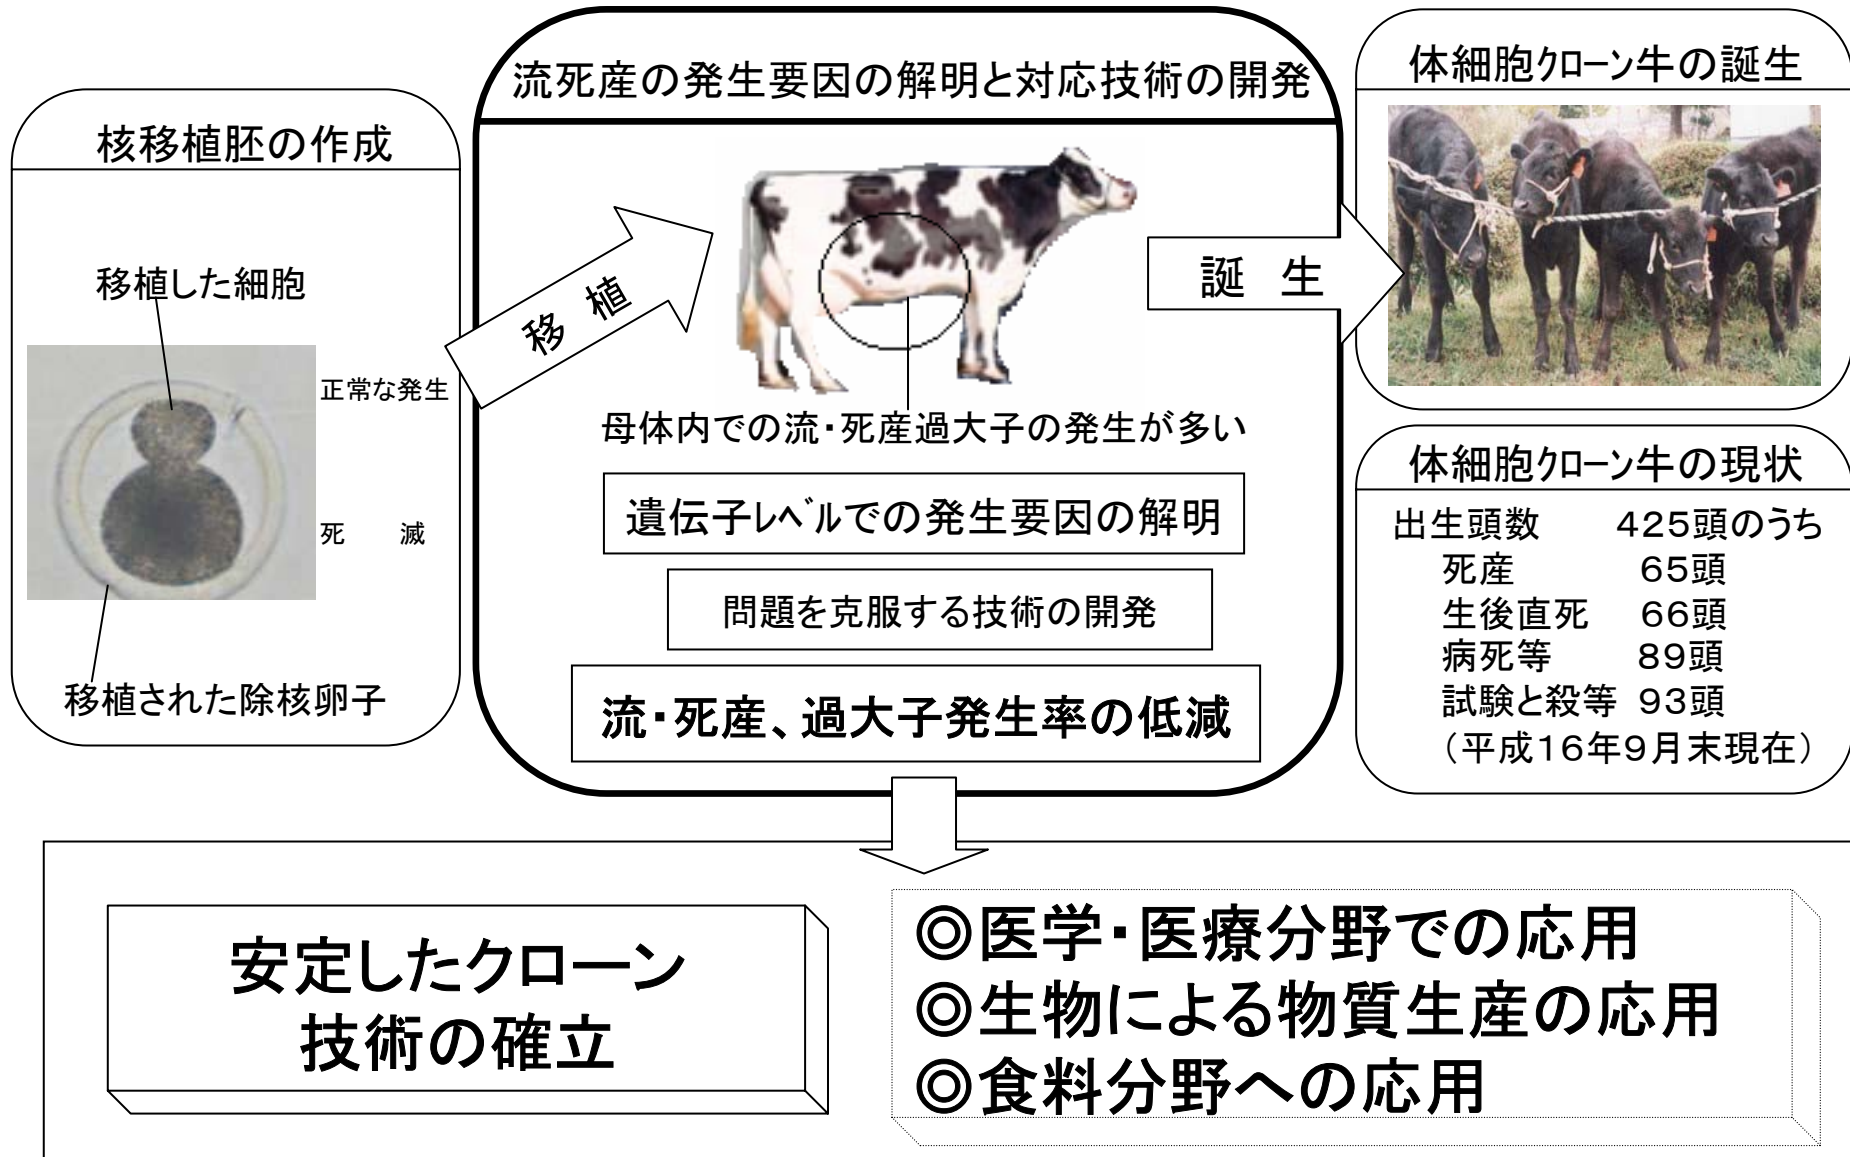 核移植胚の作成
移植した細胞
正常な発生
死　　滅
移植された除核卵子
移　植
流死産の発生要因の解明と対応技術の開発
母体内での流・死産過大子の発生が多い
遺伝子レベルでの発生要因の解明
問題を克服する技術の開発
流・死産、過大子発生率の低減
誕　生
体細胞クローン牛の誕生
体細胞クローン牛の現状
出生頭数　　４２５頭のうち
死産　　　６５頭
生後直死　６６頭
病死等　　８９頭
試験と殺等　９３頭
（平成１６年９月末現在）
安定したクローン
技術の確立
◎医学・医療分野での応用
◎生物による物質生産の応用
◎食料分野への応用